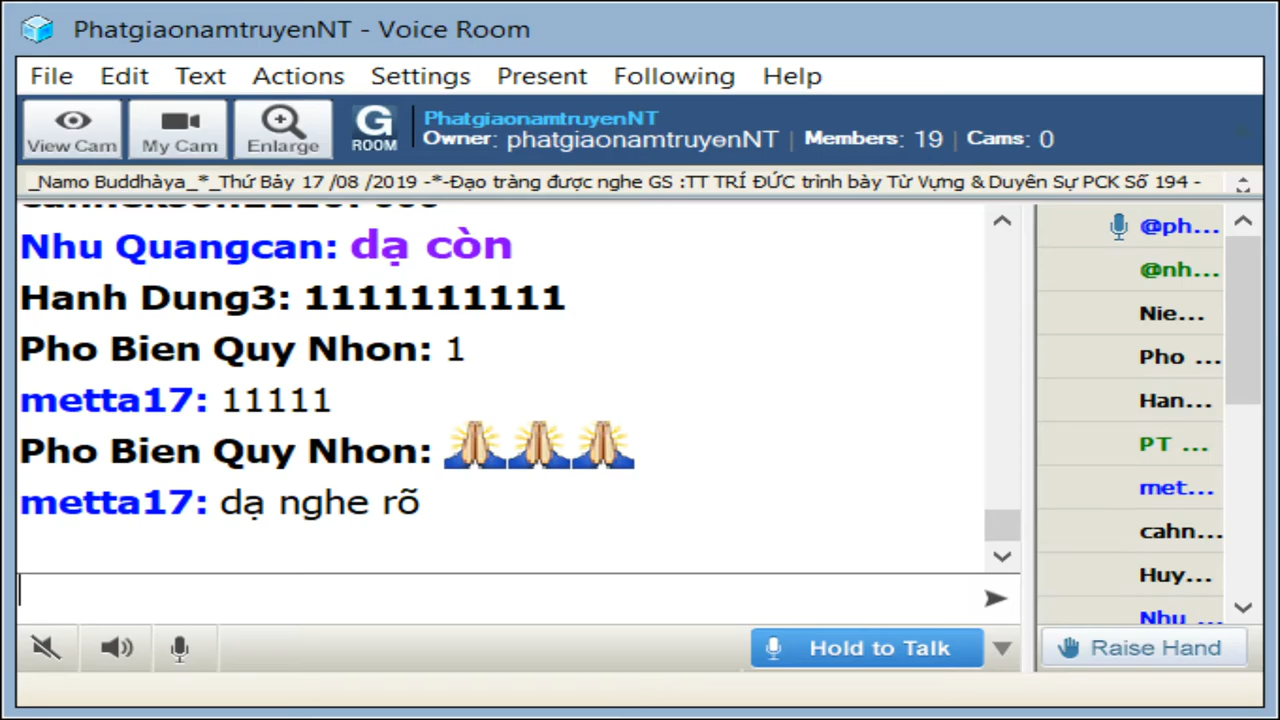 PhatgiaonamtruyenNT - Voice Room
File Edit Text Actions Settings Present Following Help
View Cam My Cam Enlarge G ROOM
PhatgiaonamtruyenNT
Owner: phatgiaonamtruyenNT | Members: 19 | Cams: 0
_Namo Buddhàya_*_Thứ Bảy 17 /08 /2019 -*-Đạo tràng được nghe GS :TT TRÍ ĐỨC trình bày Từ Vựng & Duyên Sự PCK Số 194 -
Nhu Quangcan: dạ còn
Hanh Dung3: 1111111111
Pho Bien Quy Nhon: 1
metta17: 11111
Pho Bien Quy Nhon: 🙏🙏🙏
metta17: dạ nghe rõ
@ph...
@nh...
Nie...
Pho ...
Han...
PT ...
met...
cahn...
Huy...
Nhu ...
Hold to Talk
Raise Hand